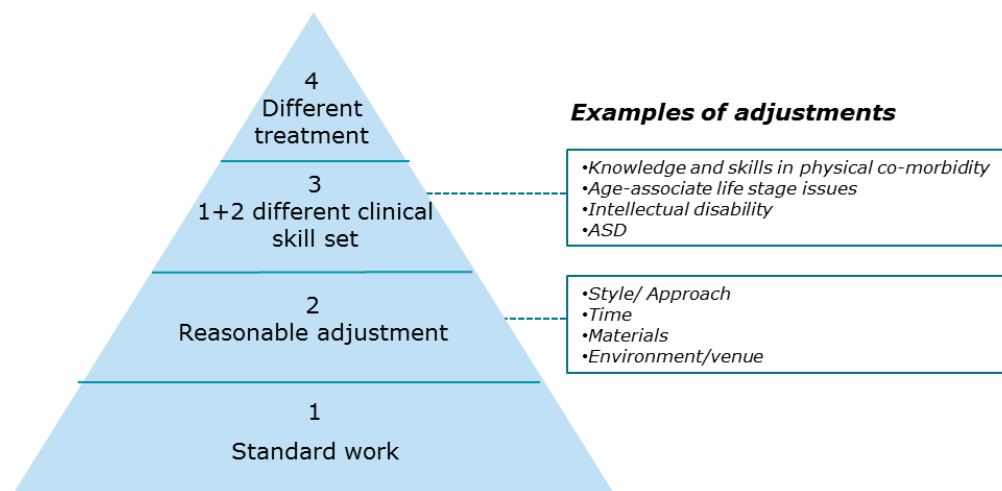 4
Different
treatment
3
1+2 different clinical
skill set
2
Reasonable adjustment
1
Standard work
Examples of adjustments
•Knowledge and skills in physical co-morbidity
•Age-associate life stage issues
•Intellectual disability
•ASD
•Style/ Approach
•Time
•Materials
•Environment/venue